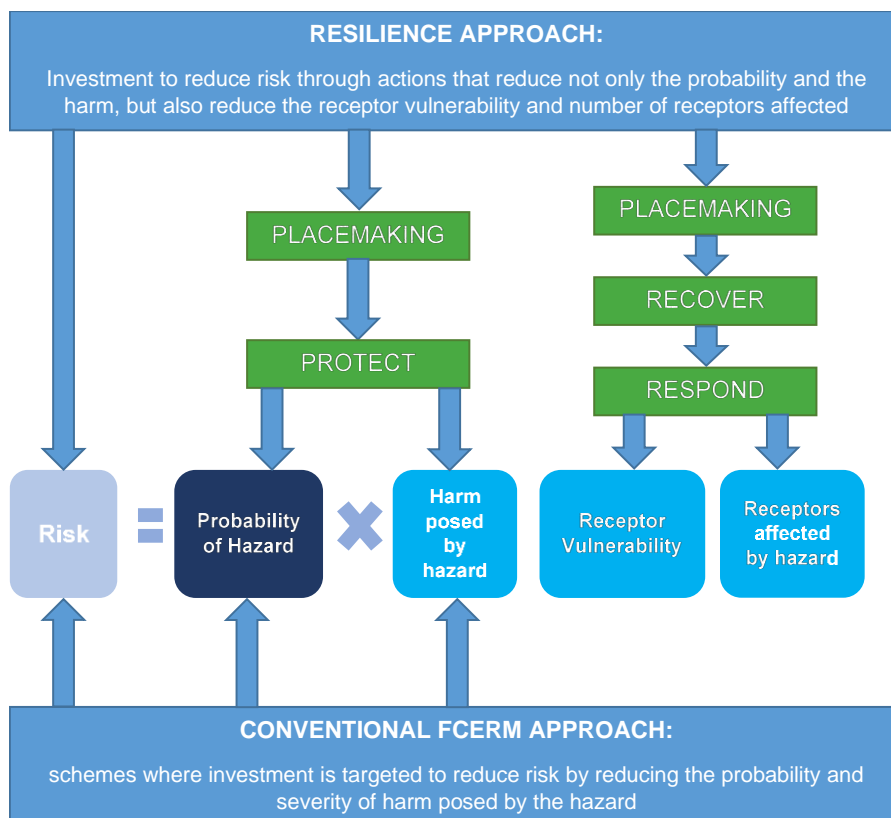 RESILIENCE APPROACH:
Investment to reduce risk through actions that reduce not only the probability and the
harm, but also reduce the receptor vulnerability and number of receptors affected
PLACEMAKING
PROTECT
PLACEMAKING
RECOVER
RESPOND
Risk
=
Probability
of Hazard
×
Harm
posed
by
hazard
Receptor
Vulnerability
Receptors
affected
by hazard
CONVENTIONAL FCERM APPROACH:
schemes where investment is targeted to reduce risk by reducing the probability and
severity of harm posed by the hazard